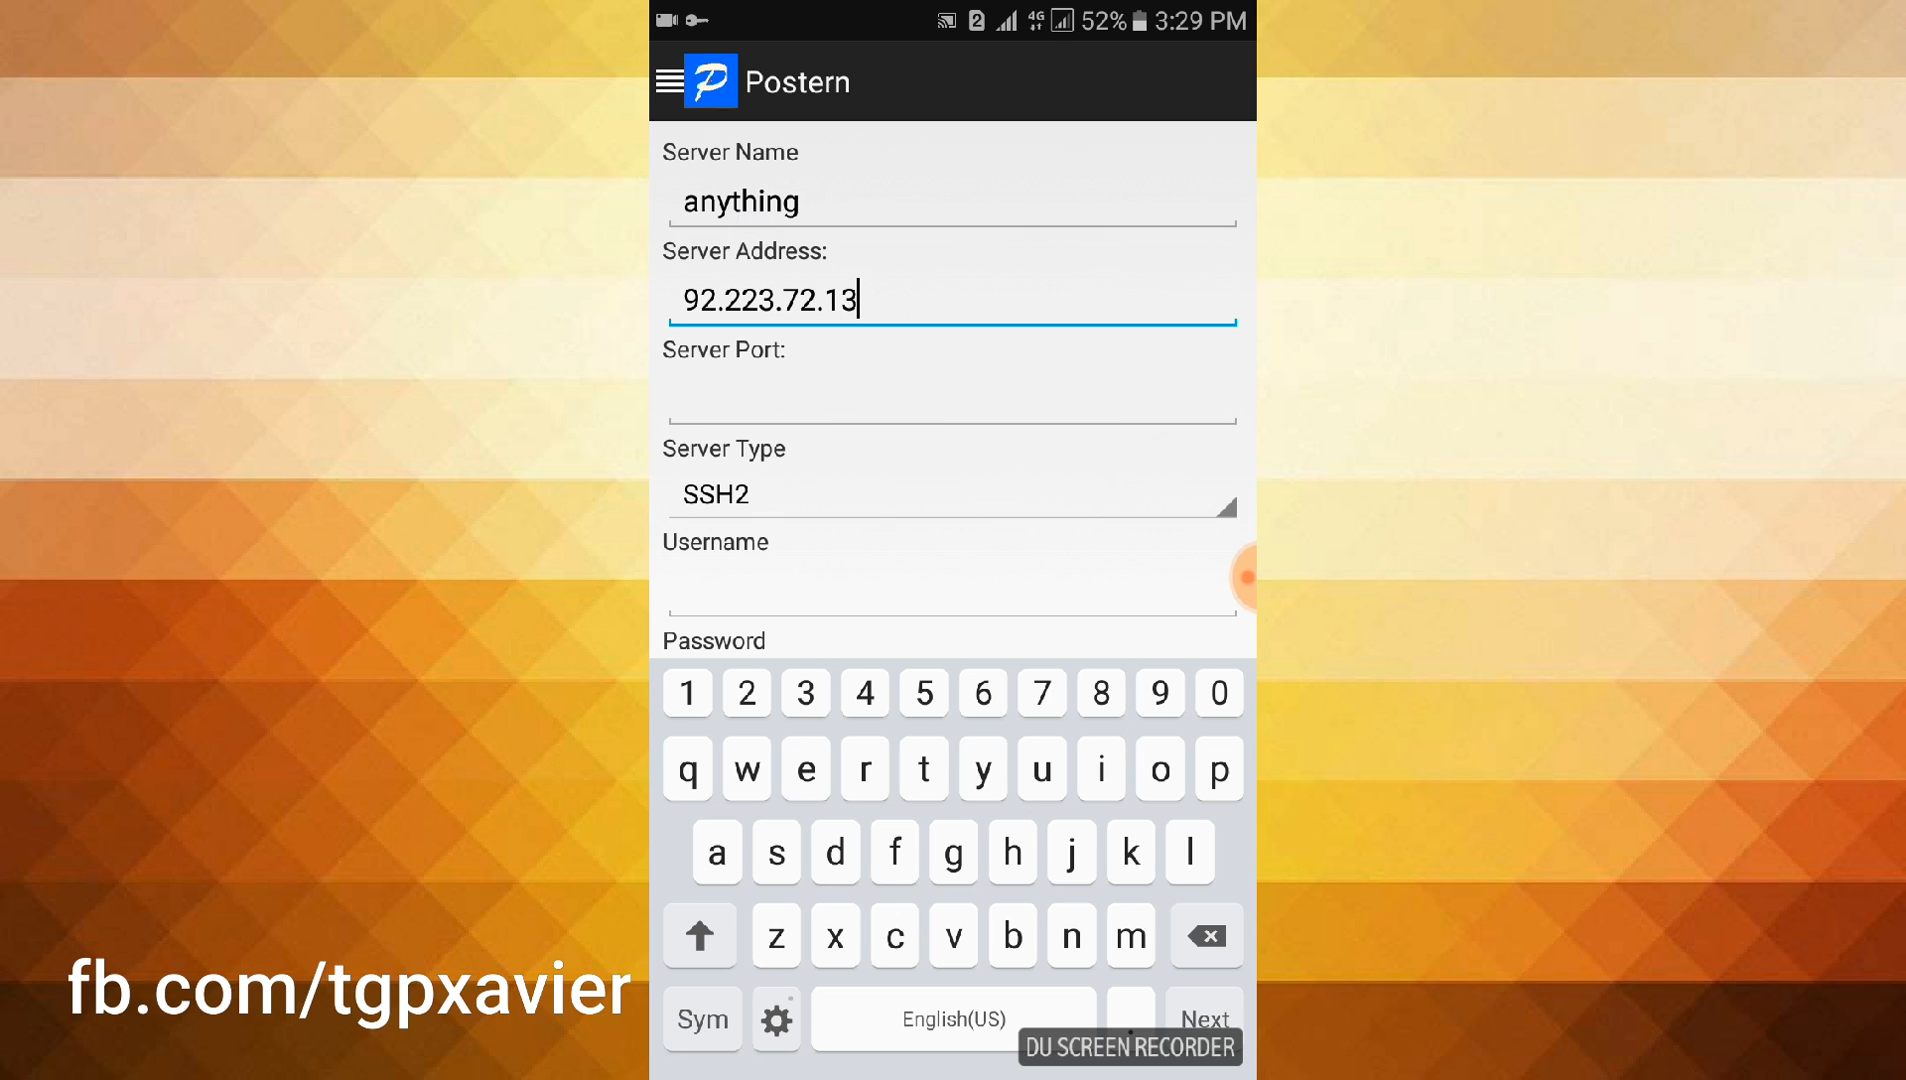 2 4G 52% 3:29 PM
P Postern
Server Name
anything
Server Address:
92.223.72.13
Server Port:
Server Type
SSH2
Username
Password
1 2 3 4 5 6 7 8 9 0
q w e r t y u i o p
a s d f g h j k l
z x c v b n m
Sym English(US) . Next
DU SCREEN RECORDER
fb.com/tgpxavier